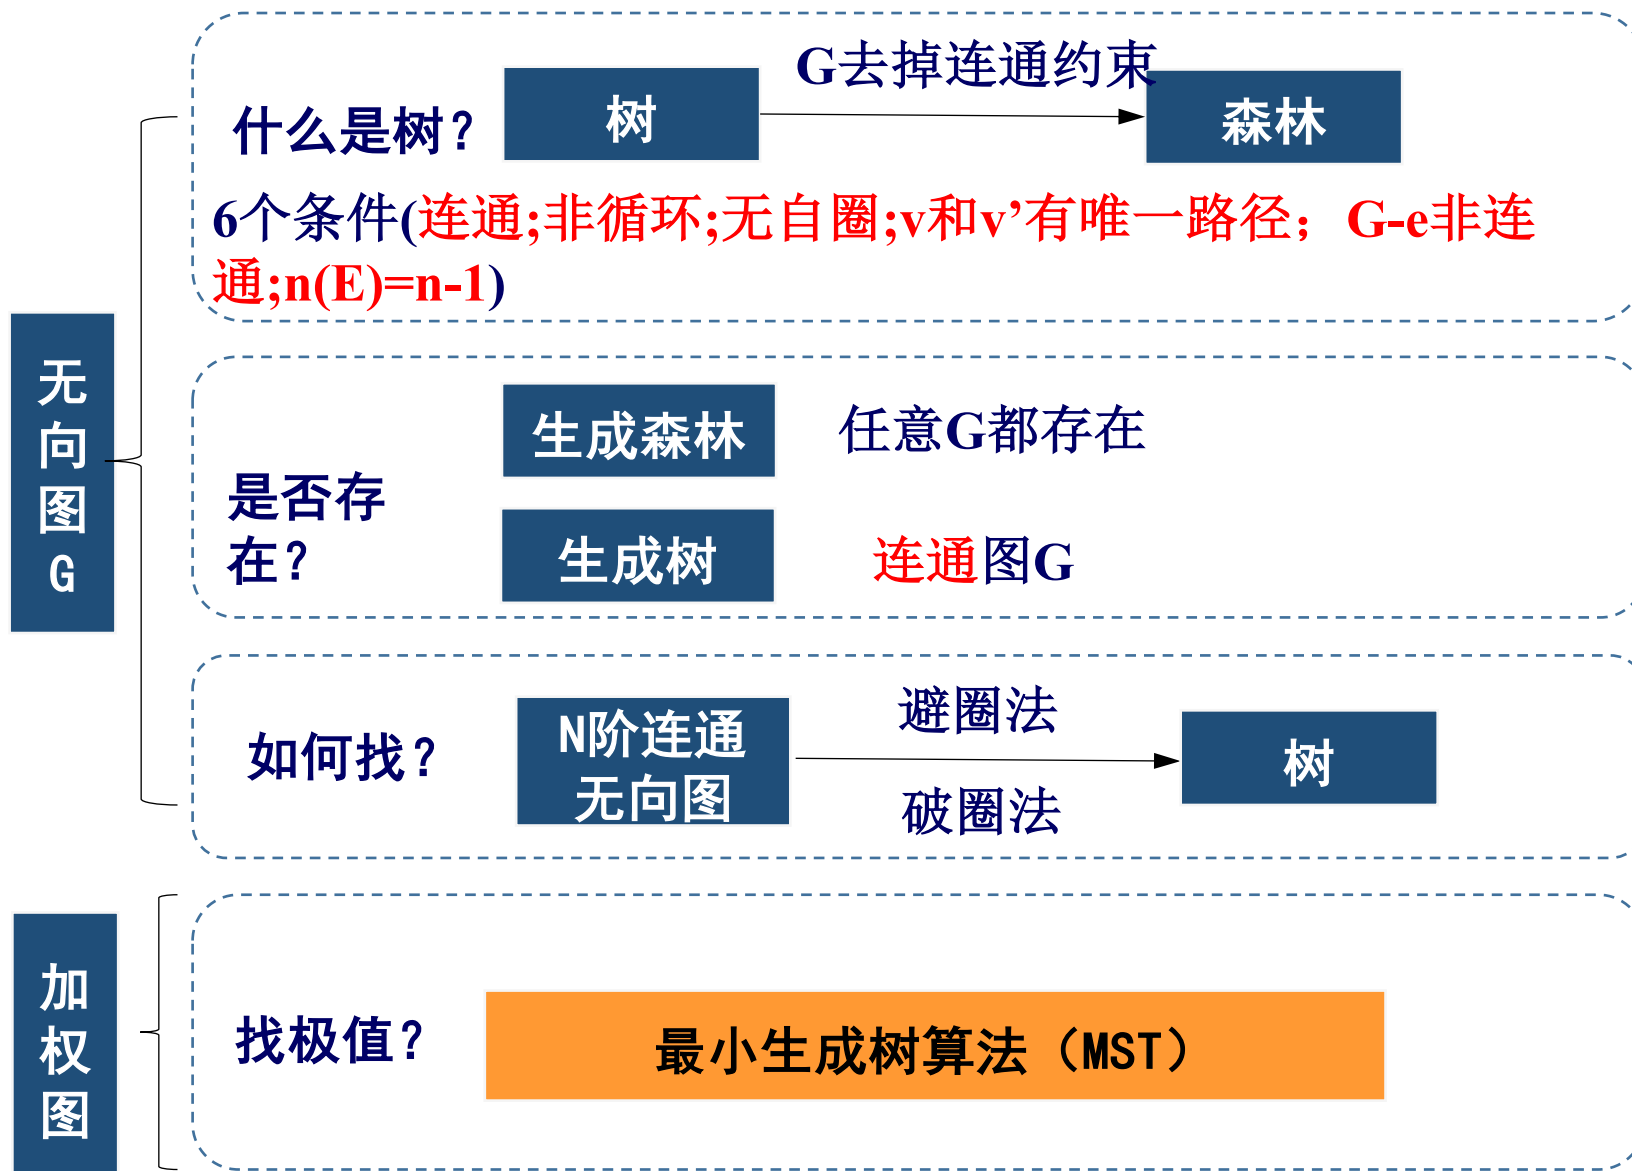 无向图G
什么是树？
树
G去掉连通约束
森林
6个条件(连通;非循环;无自圈;v和v’有唯一路径；G-e非连
通;n(E)=n-1)
是否存
在？
生成森林
任意G都存在
生成树
连通图G
如何找？
N阶连通
无向图
避圈法
破圈法
树
加权图
找极值？
最小生成树算法（MST）